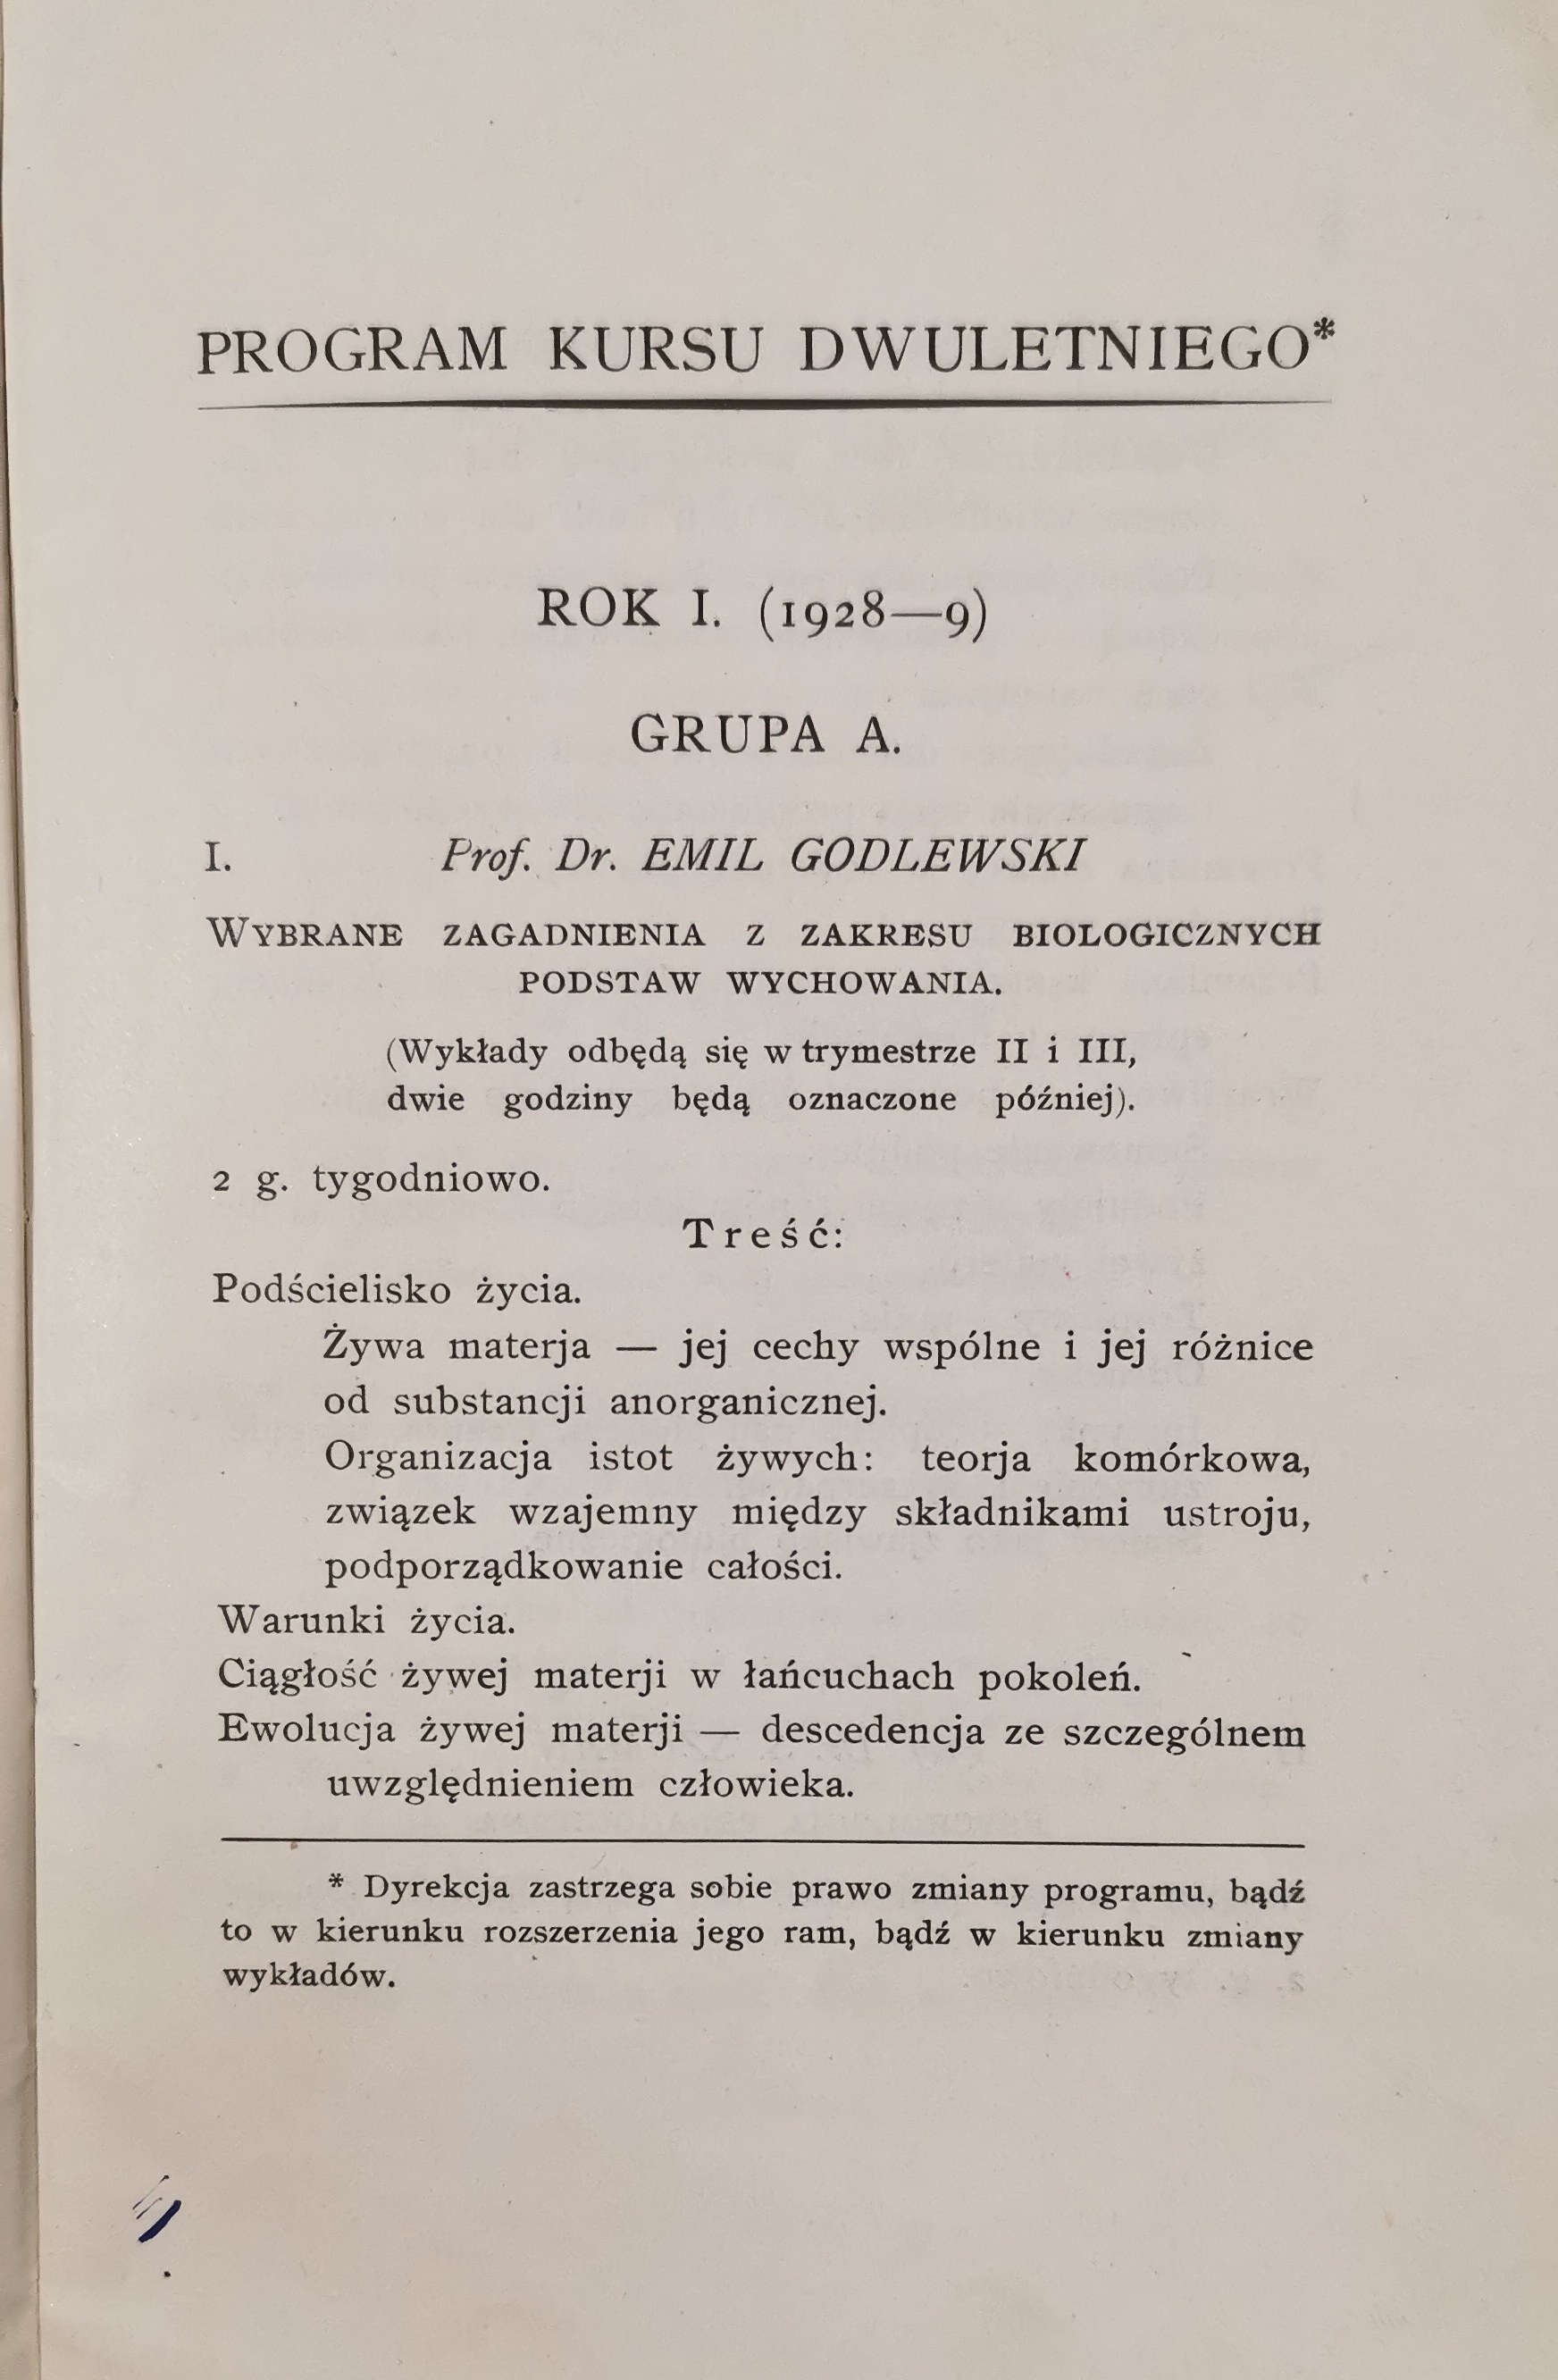 PROGRAM KURSU DWULETNIEGO*
ROK I. (1928—9)
GRUPA A.
I. Prof. Dr. EMIL GODLEWSKI
WYBRANE ZAGADNIENIA Z ZAKRESU BIOLOGICZNYCH
PODSTAW WYCHOWANIA.
(Wykłady odbędą się w trymestrze II i III,
dwie godziny będą oznaczone później).
2 g. tygodniowo.
Treść:
Podścielisko życia.
Żywa materja — jej cechy wspólne i jej różnice
od substancji anorganicznej.
Organizacja istot żywych: teorja komórkowa,
związek wzajemny między składnikami ustroju,
podporządkowanie całości.
Warunki życia.
Ciągłość żywej materji w łańcuchach pokoleń.
Ewolucja żywej materji — descedencja ze szczególnem
uwzględnieniem człowieka.
* Dyrekcja zastrzega sobie prawo zmiany programu, bądź
to w kierunku rozszerzenia jego ram, bądź w kierunku zmiany
wykładów.